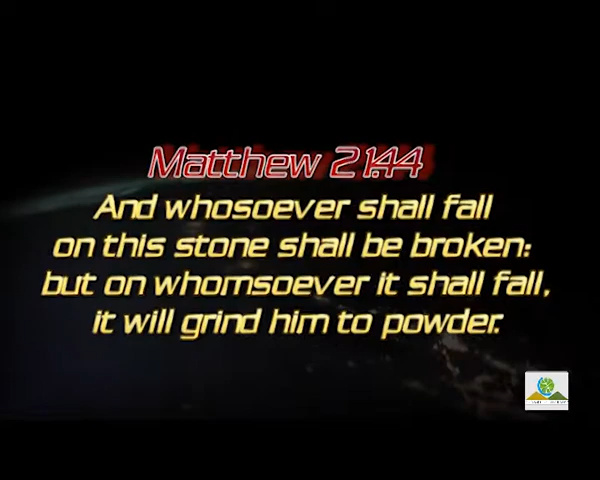 Matthew 21:44
And whosoever shall fall
on this stone shall be broken:
but on whomsoever it shall fall,
it will grind him to powder.